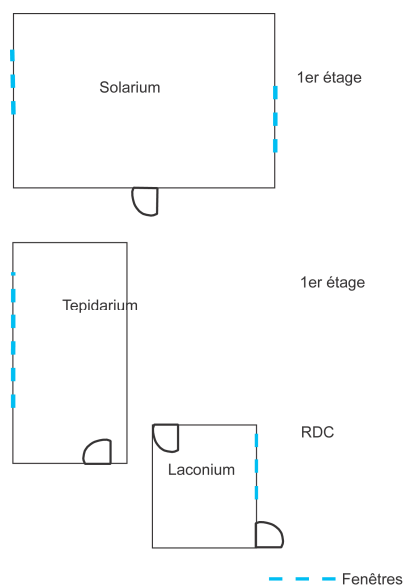 1er étage
Solarium
1er étage
Tepidarium
RDC
Laconium
Fenêtres